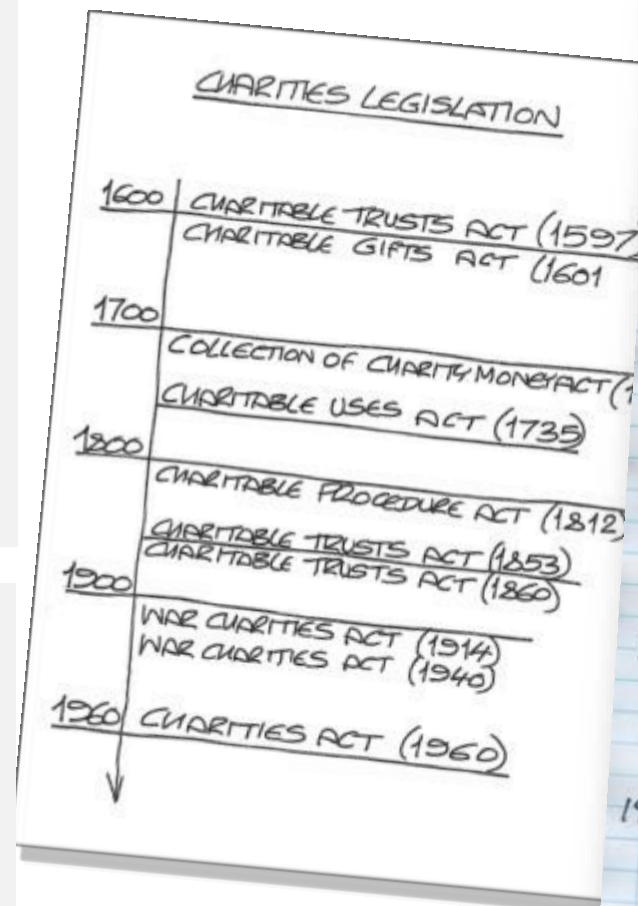 CHARITIES LEGISLATION
1600 CHARITABLE TRUSTS ACT (1597)
CHARITABLE GIFTS ACT (1601
1700
COLLECTION OF CHARITY MONEY ACT (1
CHARITABLE USES ACT (1735)
1800
CHARITABLE PROCEDURE ACT (1812)
CHARITABLE TRUSTS ACT (1853)
CHARITABLE TRUSTS ACT (1860)
1900
WAR CHARITIES ACT (1914)
WAR CHARITIES ACT (1940)
1960 CHARITIES ACT (1960)